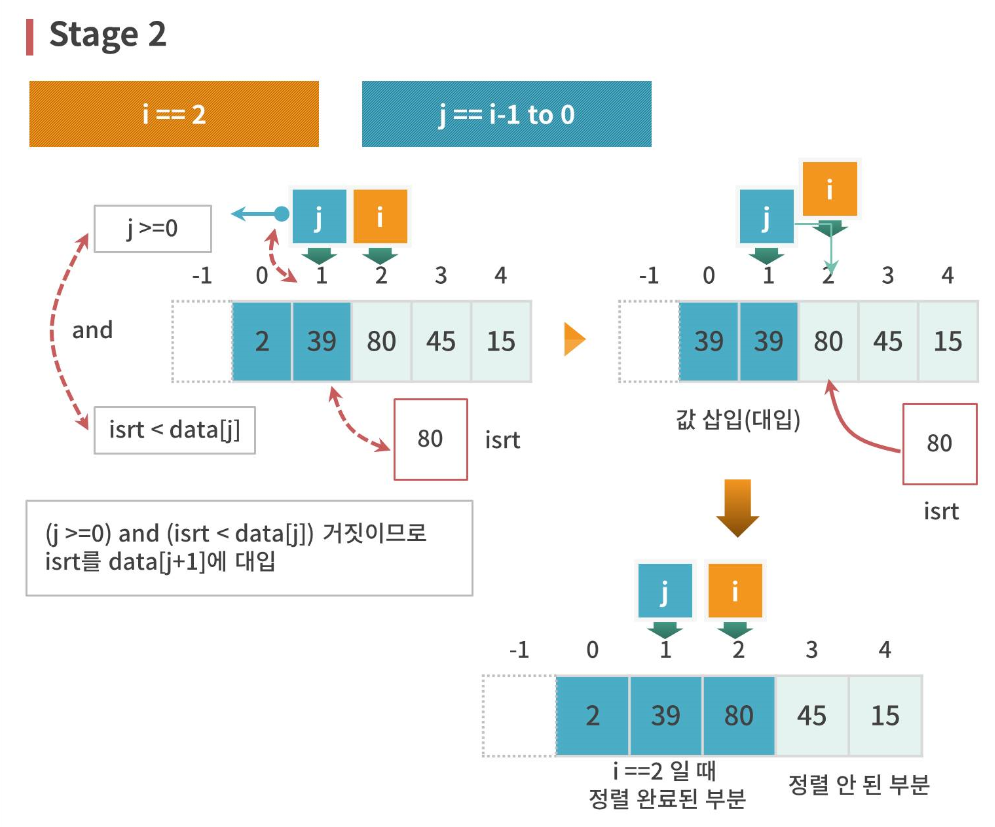 Stage 2
i == 2
j == i-1 to 0
j >=0
j
i
-1 0 1 2 3 4
2 39 80 45 15
and
isrt < data[j]
80
isrt
(j >=0) and (isrt < data[j]) 거짓이므로
isrt를 data[j+1]에 대입
j
i
-1 0 1 2 3 4
39 39 80 45 15
값 삽입(대입)
80
isrt
j
i
-1 0 1 2 3 4
2 39 80 45 15
i ==2 일 때
정렬 완료된 부분
정렬 안 된 부분